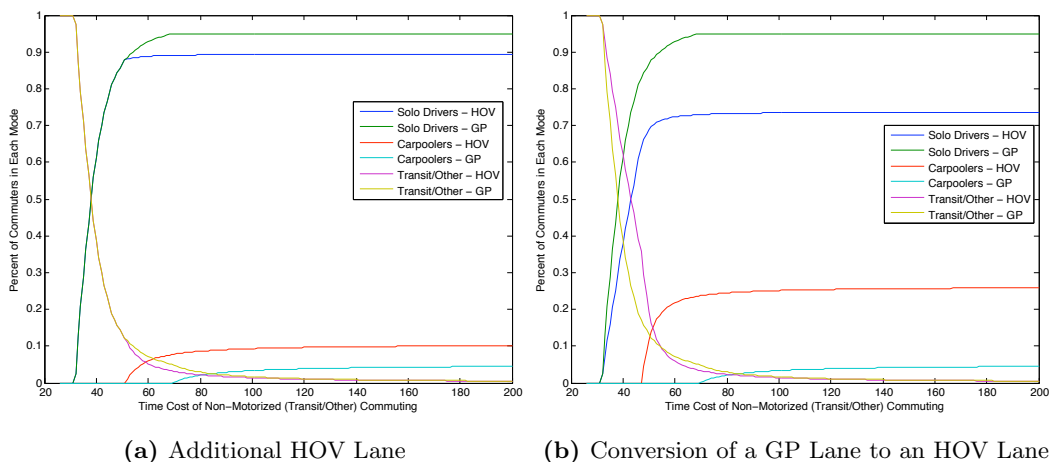 Percent of Commuters in Each Mode
1
0.9
0.8
0.7
0.6
0.5
0.4
0.3
0.2
0.1
0
Solo Drivers − HOV
Solo Drivers − GP
Carpoolers − HOV
Carpoolers − GP
Transit/Other − HOV
Transit/Other − GP
20 40 60 80 100 120 140 160 180 200
Time Cost of Non−Motorized (Transit/Other) Commuting
(a) Additional HOV Lane
Percent of Commuters in Each Mode
1
0.9
0.8
0.7
0.6
0.5
0.4
0.3
0.2
0.1
0
Solo Drivers − HOV
Solo Drivers − GP
Carpoolers − HOV
Carpoolers − GP
Transit/Other − HOV
Transit/Other − GP
20 40 60 80 100 120 140 160 180 200
Time Cost of Non−Motorized (Transit/Other) Commuting
(b) Conversion of a GP Lane to an HOV Lane